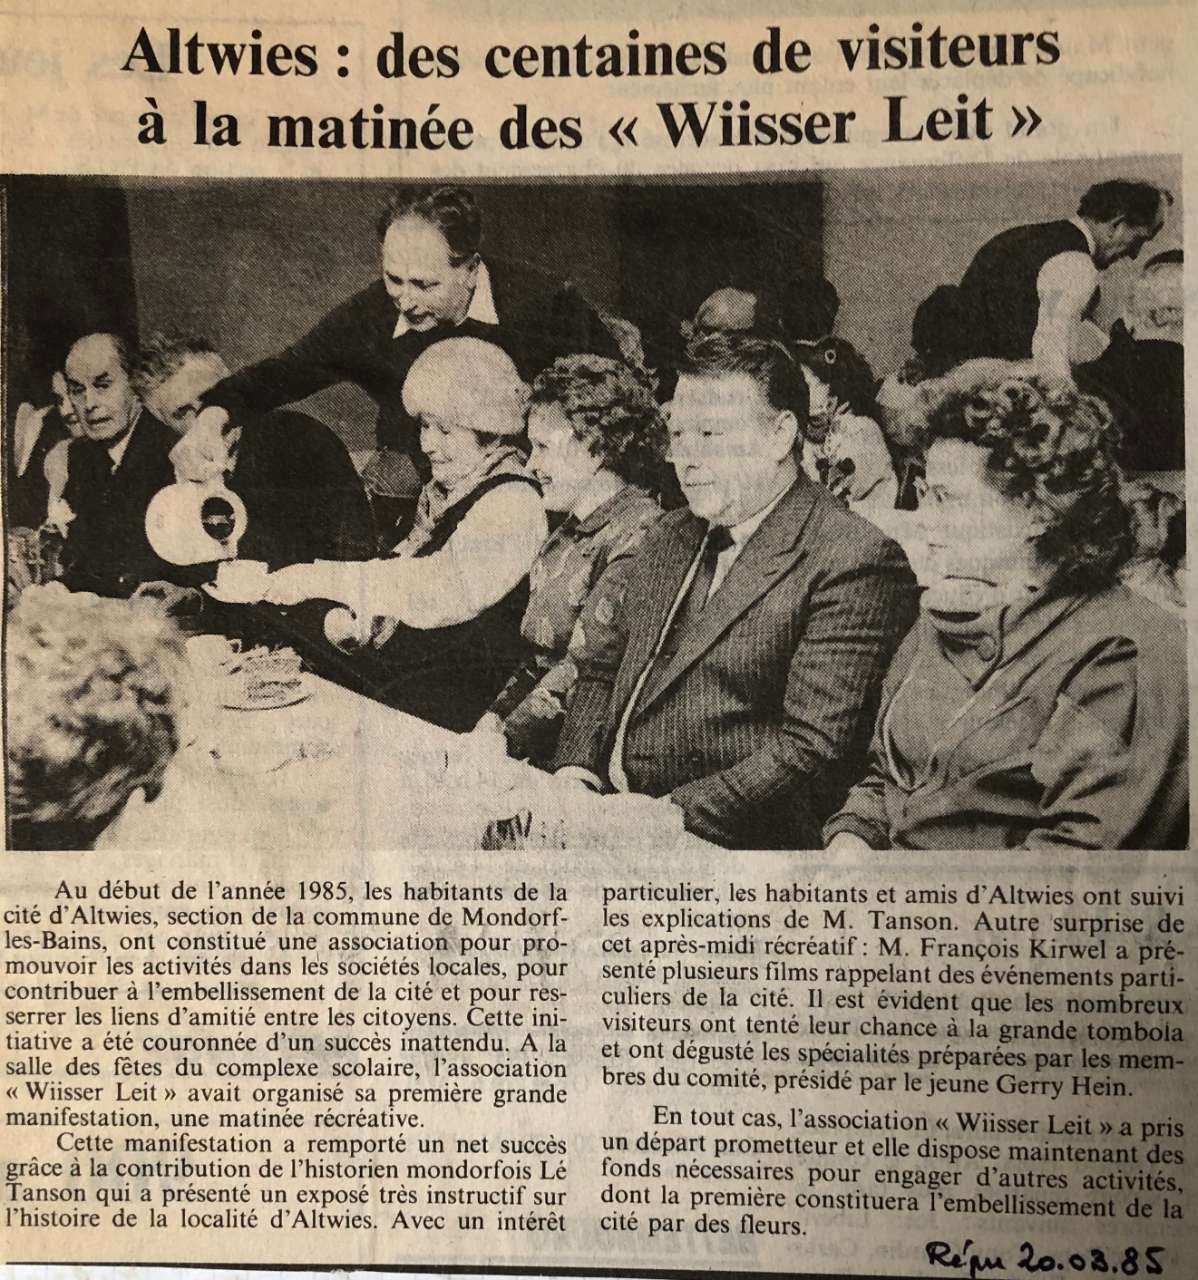 Altwies : des centaines de visiteurs
à la matinée des « Wiisser Leit »
Au début de l'année 1985, les habitants de la
cité d'Altwies, section de la commune de Mondorf-
les-Bains, ont constitué une association pour pro-
mouvoir les activités dans les sociétés locales, pour
contribuer à l'embellissement de la cité et pour res-
serrer les liens d'amitié entre les citoyens. Cette ini-
tiative a été couronnée d'un succès inattendu. A la
salle des fêtes du complexe scolaire, l'association
« Wiisser Leit » avait organisé sa première grande
manifestation, une matinée récréative.
Cette manifestation a remporté un net succès
grâce à la contribution de l'historien mondorfois Lé
Tanson qui a présenté un exposé très instructif sur
l'histoire de la localité d'Altwies. Avec un intérêt
particulier, les habitants et amis d'Altwies ont suivi
les explications de M. Tanson. Autre surprise de
cet après-midi récréatif : M. François Kirwel a pré-
senté plusieurs films rappelant des événements parti-
culiers de la cité. Il est évident que les nombreux
visiteurs ont tenté leur chance à la grande tombola
et ont dégusté les spécialités préparées par les mem-
bres du comité, présidé par le jeune Gerry Hein.
En tout cas, l'association « Wiisser Leit » a pris
un départ prometteur et elle dispose maintenant des
fonds nécessaires pour engager d'autres activités,
dont la première constituera l'embellissement de la
cité par des fleurs.
Répu 20.03.85